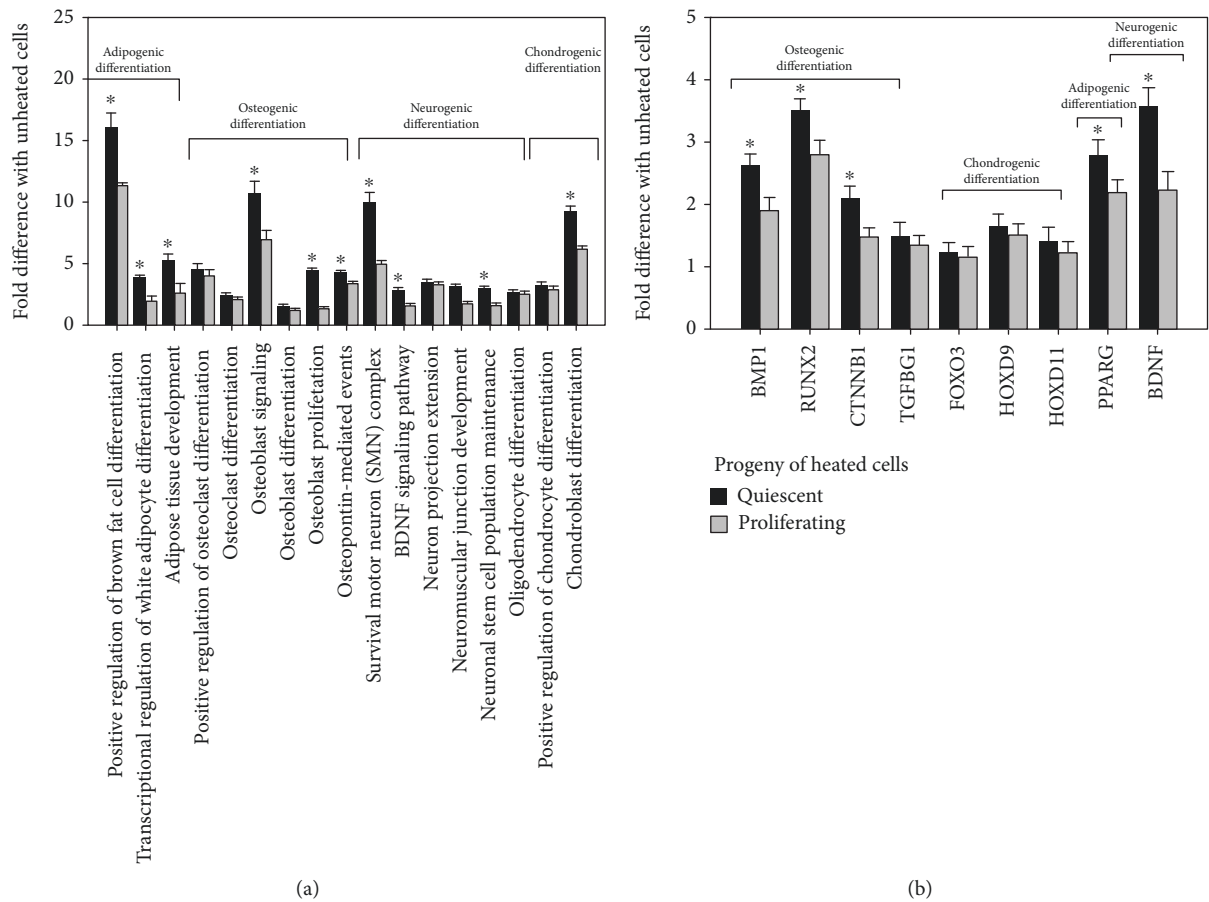 25
20
15
10
5
0
Fold difference with unheated cells
Adipogenic
differentiation
Osteogenic
differentiation
Neurogenic
differentiation
Chondrogenic
differentiation
*
*
*
*
*
*
*
*
*
*
Positive regulation of brown fat cell differentiation
Transcriptional regulation of white adipocyte differentiation
Adipose tissue development
Positive regulation of osteoclast differentiation
Osteoclast differentiation
Osteoblast signaling
Osteoblast differentiation
Osteoblast prolifetation
Osteopontin-mediated events
Survival motor neuron (SMN) complex
BDNF signaling pathway
Neuron projection extension
Neuromuscular junction development
Neuronal stem cell population maintenance
Oligodendrocyte differentiation
Positive regulation of chondrocyte differentiation
Chondroblast differentiation
(a)
5
4
3
2
1
0
Fold difference with unheated cells
Osteogenic
differentiation
Chondrogenic
differentiation
Adipogenic
differentiation
Neurogenic
differentiation
*
*
*
*
*
BMP1
RUNX2
CTNNB1
TGFBG1
FOXO3
HOXD9
HOXD11
PPARG
BDNF
Progeny of heated cells
Quiescent
Proliferating
(b)